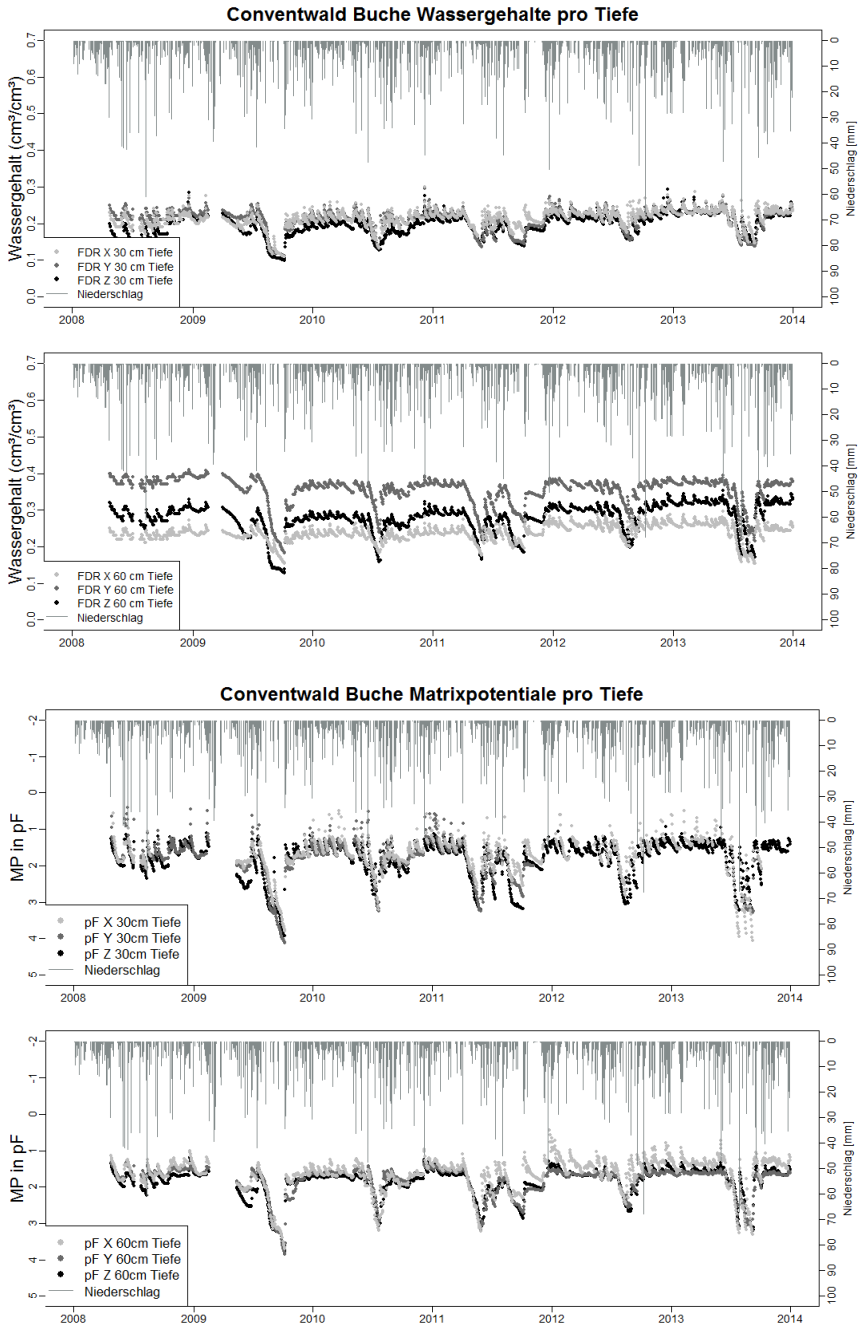 Conventwald Buche Wassergehalte pro Tiefe
Wassergehalt (cm³/cm³)
0.7
0.6
0.5
0.4
0.3
0.2
0.1
0.0
FDR X 30 cm Tiefe
FDR Y 30 cm Tiefe
FDR Z 30 cm Tiefe
Niederschlag
0
10
20
30
40
50
60
70
80
90
100
Niederschlag [mm]
2008 2009 2010 2011 2012 2013 2014
Wassergehalt (cm³/cm³)
0.7
0.6
0.5
0.4
0.3
0.2
0.1
0.0
FDR X 60 cm Tiefe
FDR Y 60 cm Tiefe
FDR Z 60 cm Tiefe
Niederschlag
0
10
20
30
40
50
60
70
80
90
100
Niederschlag [mm]
2008 2009 2010 2011 2012 2013 2014
Conventwald Buche Matrixpotentiale pro Tiefe
MP in pF
-2
-1
0
1
2
3
4
5
pF X 30cm Tiefe
pF Y 30cm Tiefe
pF Z 30cm Tiefe
Niederschlag
0
10
20
30
40
50
60
70
80
90
100
Niederschlag [mm]
2008 2009 2010 2011 2012 2013 2014
MP in pF
-2
-1
0
1
2
3
4
5
pF X 60cm Tiefe
pF Y 60cm Tiefe
pF Z 60cm Tiefe
Niederschlag
0
10
20
30
40
50
60
70
80
90
100
Niederschlag [mm]
2008 2009 2010 2011 2012 2013 2014